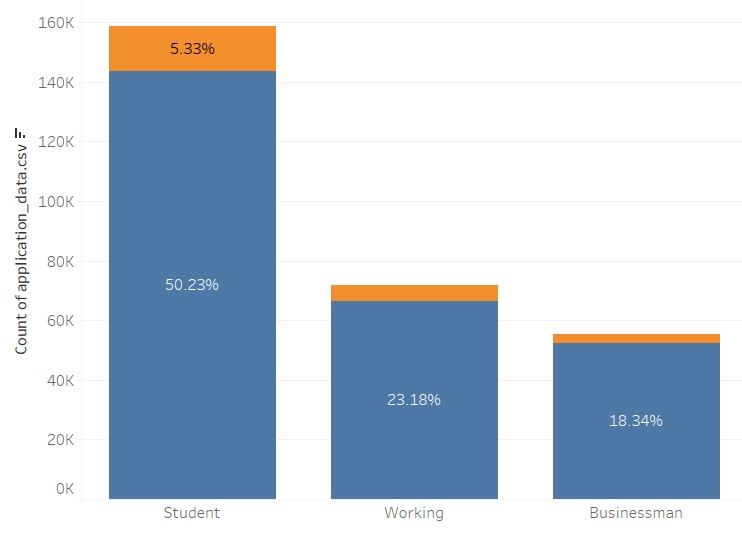 160K
140K
120K
100K
80K
60K
40K
20K
0K
Count of application_data.csv
5.33%
50.23%
23.18%
18.34%
Student
Working
Businessman